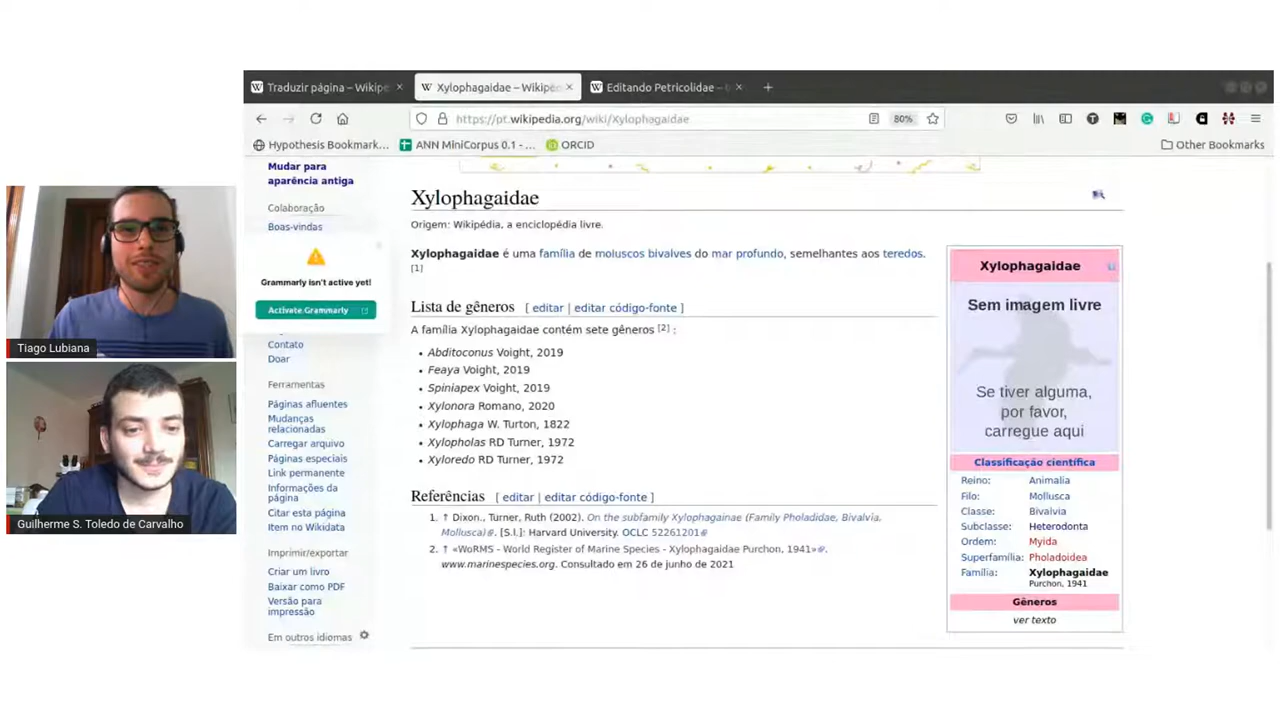 Traduzir página – Wikipe
Xylophagaidae – Wikipéd
Editando Petricolidae –
https://pt.wikipedia.org/wiki/Xylophagaidae
80%
Hypothesis Bookmark...
ANN MiniCorpus 0.1 - ...
ORCID
Other Bookmarks
Mudar para
aparência antiga
Colaboração
Boas-vindas
Grammarly isn't active yet!
Activate Grammarly
Contato
Doar
Ferramentas
Páginas afluentes
Mudanças
relacionadas
Carregar arquivo
Páginas especiais
Link permanente
Informações da
página
Citar esta página
Item no Wikidata
Imprimir/exportar
Criar um livro
Baixar como PDF
Versão para
impressão
Em outros idiomas
Xylophagaidae
Origem: Wikipédia, a enciclopédia livre.
Xylophagaidae é uma família de moluscos bivalves do mar profundo, semelhantes aos teredos.
[1]
Lista de gêneros [ editar | editar código-fonte ]
A família Xylophagaidae contém sete gêneros [2] :
• Abditoconus Voight, 2019
• Feaya Voight, 2019
• Spiniapex Voight, 2019
• Xylonora Romano, 2020
• Xylophaga W. Turton, 1822
• Xylopholas RD Turner, 1972
• Xyloredo RD Turner, 1972
Referências [ editar | editar código-fonte ]
1. ↑ Dixon., Turner, Ruth (2002). On the subfamily Xylophagainae (Family Pholadidae, Bivalvia,
Mollusca). [S.l.]: Harvard University. OCLC 52261201
2. ↑ «WoRMS - World Register of Marine Species - Xylophagaidae Purchon, 1941».
www.marinespecies.org. Consultado em 26 de junho de 2021
Xylophagaidae
Sem imagem livre
Se tiver alguma,
por favor,
carregue aqui
Classificação científica
Reino: Animalia
Filo: Mollusca
Classe: Bivalvia
Subclasse: Heterodonta
Ordem: Myida
Superfamília: Pholadoidea
Família: Xylophagaidae
Purchon, 1941
Gêneros
ver texto
Tiago Lubiana
Guilherme S. Toledo de Carvalho